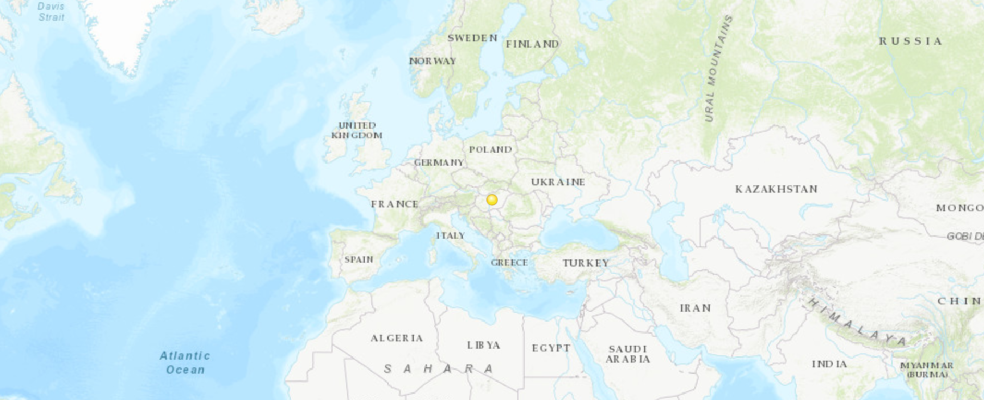 Davis
Strait
SWEDEN
FINLAND
NORWAY
RUSSIA
URAL MOUNTAINS
UNITED
KINGDOM
POLAND
GERMANY
UKRAINE
KAZAKHSTAN
FRANCE
MONGO
GOBI DE
ITALY
SPAIN
GREECE
TURKEY
IRAN
CHIN
HIMALAYA
ALGERIA
LIBYA
EGYPT
SAUDI
ARABIA
SAHARA
Atlantic
Ocean
INDIA
MYANMAR
(BURMA)